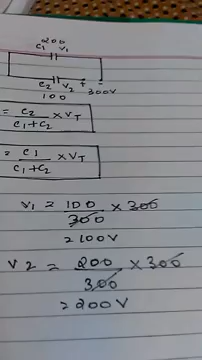 200
C1 V1
C2 V2 + -
100 300V
= C2 / C1+C2 × VT
= C1 / C1+C2 × VT
V1 = 100 / 300 × 300
= 100V
V2 = 200 / 300 × 300
= 200V